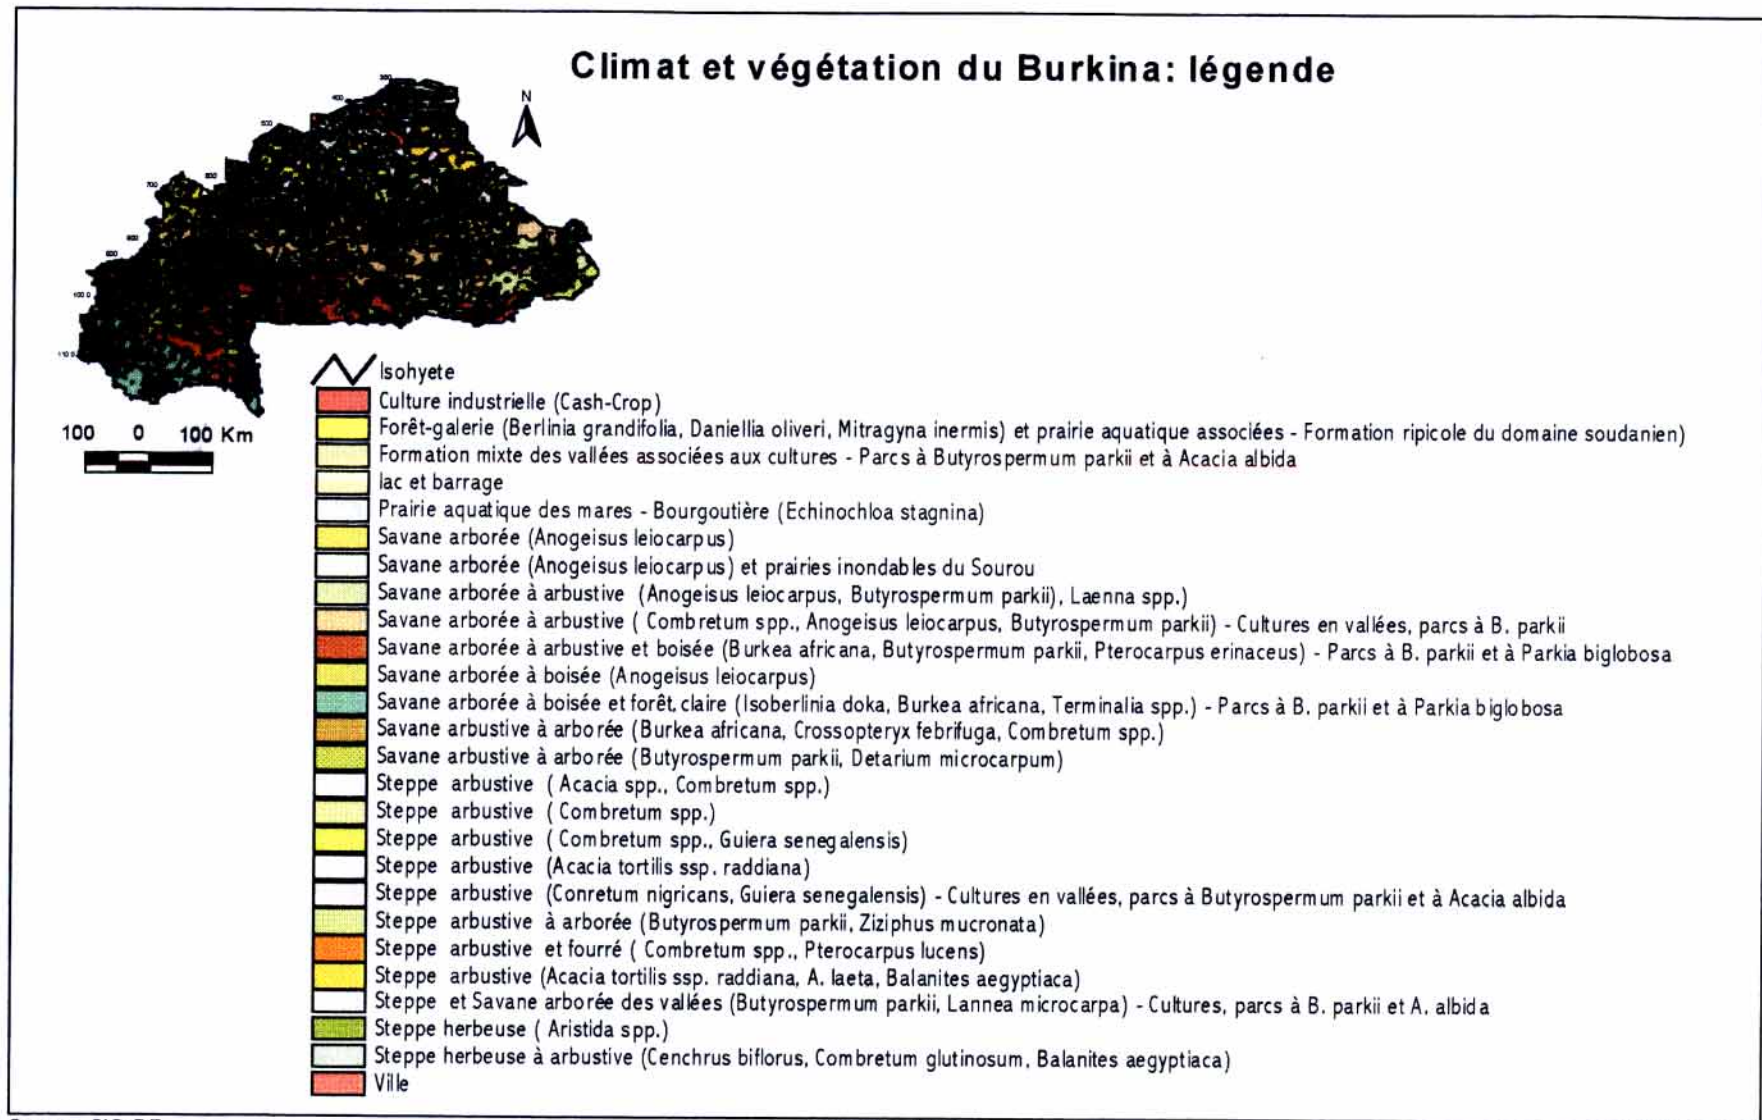 Climat et végétation du Burkina: légende
N
300
400
500
700
1000
1100
100 0 100 Km
Isohyete
Culture industrielle (Cash-Crop)
Forêt-galerie (Berlinia grandifolia, Daniellia oliveri, Mitragyna inermis) et prairie aquatique associées - Formation ripicole du domaine soudanien)
Formation mixte des vallées associées aux cultures - Parcs à Butyrospermum parkii et à Acacia albida
lac et barrage
Prairie aquatique des mares - Bourgoutière (Echinochloa stagnina)
Savane arborée (Anogeisus leiocarpus)
Savane arborée (Anogeisus leiocarpus) et prairies inondables du Sourou
Savane arborée à arbustive (Anogeisus leiocarpus, Butyrospermum parkii), Laenna spp.)
Savane arborée à arbustive ( Combretum spp., Anogeisus leiocarpus, Butyrospermum parkii) - Cultures en vallées, parcs à B. parkii
Savane arborée à arbustive et boisée (Burkea africana, Butyrospermum parkii, Pterocarpus erinaceus) - Parcs à B. parkii et à Parkia biglobosa
Savane arborée à boisée (Anogeisus leiocarpus)
Savane arborée à boisée et forêt claire (Isoberlinia doka, Burkea africana, Terminalia spp.) - Parcs à B. parkii et à Parkia biglobosa
Savane arbustive à arborée (Burkea africana, Crossopteryx febrifuga, Combretum spp.)
Savane arbustive à arborée (Butyrospermum parkii, Detarium microcarpum)
Steppe arbustive ( Acacia spp., Combretum spp.)
Steppe arbustive ( Combretum spp.)
Steppe arbustive ( Combretum spp., Guiera senegalensis)
Steppe arbustive (Acacia tortilis ssp. raddiana)
Steppe arbustive (Conretum nigricans, Guiera senegalensis) - Cultures en vallées, parcs à Butyrospermum parkii et à Acacia albida
Steppe arbustive à arborée (Butyrospermum parkii, Ziziphus mucronata)
Steppe arbustive et fourré ( Combretum spp., Pterocarpus lucens)
Steppe arbustive (Acacia tortilis ssp. raddiana, A. laeta, Balanites aegyptiaca)
Steppe et Savane arborée des vallées (Butyrospermum parkii, Lannea microcarpa) - Cultures, parcs à B. parkii et A. albida
Steppe herbeuse ( Aristida spp.)
Steppe herbeuse à arbustive (Cenchrus biflorus, Combretum glutinosum, Balanites aegyptiaca)
Ville